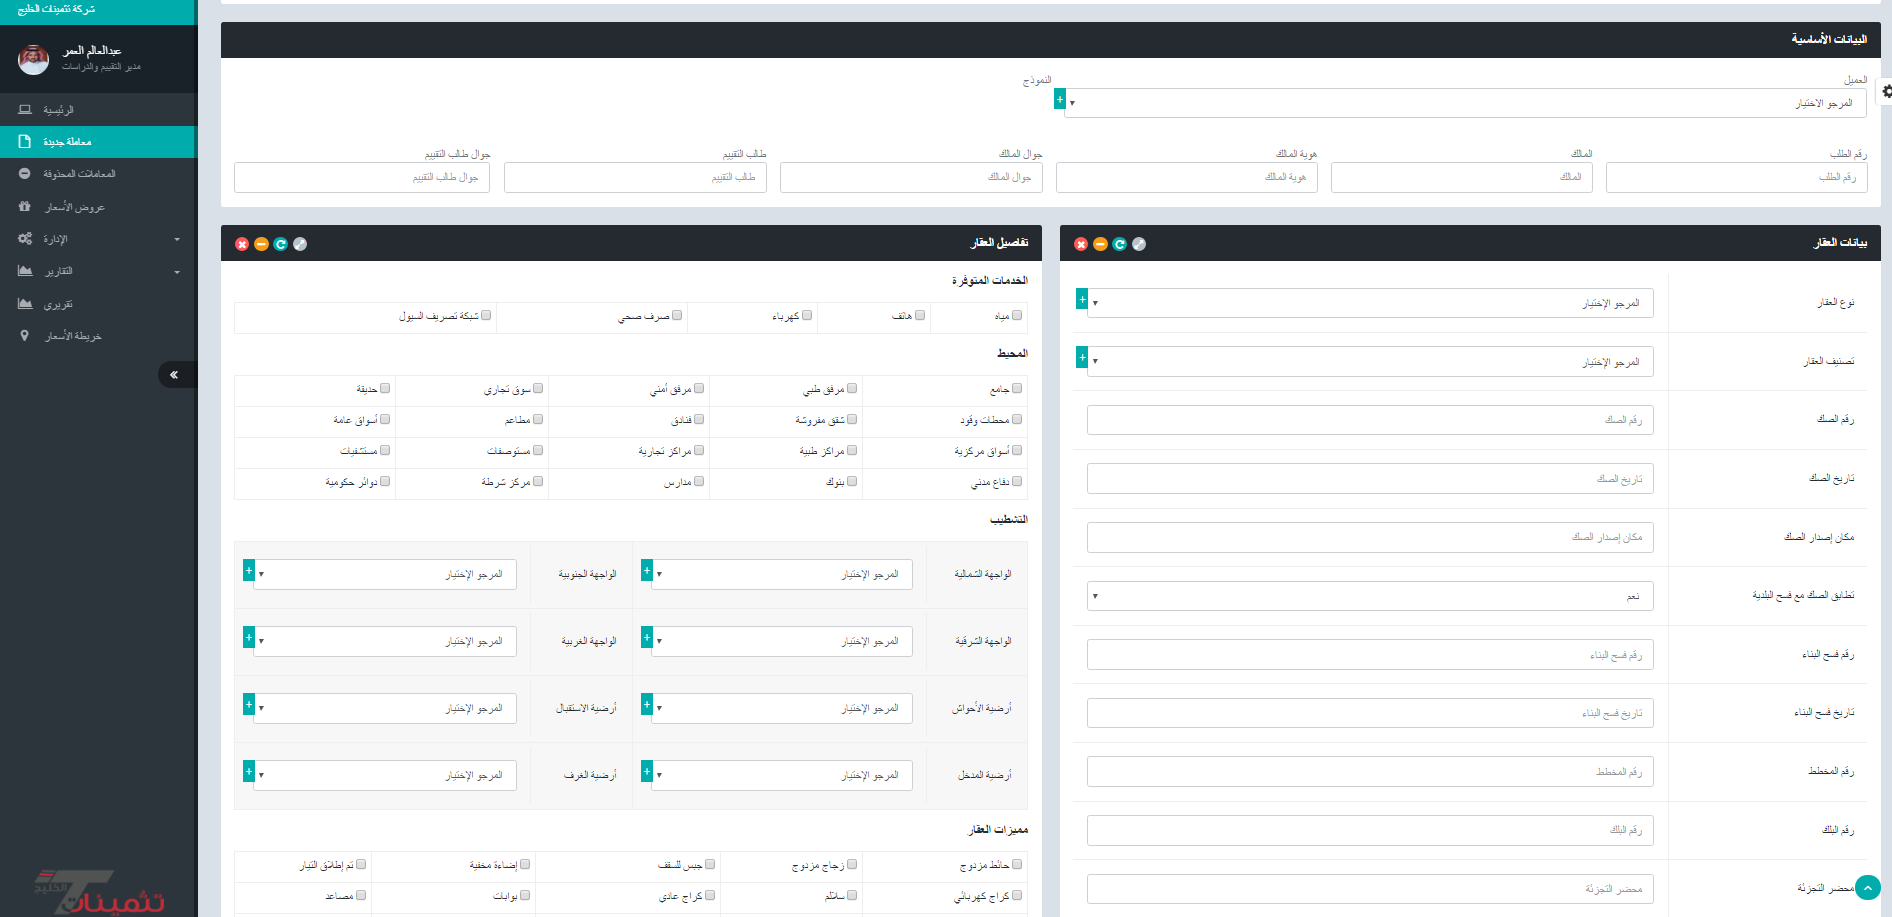 شركة تثمينات الخليج
عبدالعالم العمر
مدير التقييم والدراسات
الرئيسية
معاملة جديدة
المعاملات المحذوفة
عروض الأسعار
الإدارة
التقارير
تقريري
خريطة الأسعار
البيانات الأساسية
العميل
النموذج
المرجو الاختيار
رقم الطلب المالك هوية المالك جوال المالك طالب التقييم جوال طالب التقييم
رقم الطلب المالك هوية المالك جوال المالك طالب التقييم جوال طالب التقييم
بيانات العقار
نوع العقار المرجو الإختيار
تصنيف العقار المرجو الإختيار
رقم الصك رقم الصك
تاريخ الصك تاريخ الصك
مكان إصدار الصك مكان إصدار الصك
تطابق الصك مع فسح البلدية نعم
رقم فسح البناء رقم فسح البناء
تاريخ فسح البناء تاريخ فسح البناء
رقم المخطط رقم المخطط
رقم البلك رقم البلك
محضر التجزئة محضر التجزئة
تفاصيل العقار
الخدمات المتوفرة
مياه هاتف كهرباء صرف صحي شبكة تصريف السيول
المحيط
جامع مرفق طبي مرفق أمني سوق تجاري حديقة
محطات وقود شقق مفروشة فنادق مطاعم أسواق عامة
أسواق مركزية مراكز طبية مراكز تجارية مستوصفات مستشفيات
دفاع مدني بنوك مدارس مركز شرطة دوائر حكومية
التشطيب
الواجهة الشمالية المرجو الإختيار الواجهة الجنوبية المرجو الإختيار
الواجهة الشرقية المرجو الإختيار الواجهة الغربية المرجو الإختيار
أرضية الأحواش المرجو الإختيار أرضية الاستقبال المرجو الإختيار
أرضية المدخل المرجو الإختيار أرضية الغرف المرجو الإختيار
مميزات العقار
حائط مزدوج زجاج مزدوج جبس للسقف إضاءة مخفية تم إطلاق التيار
كراج كهربائي سلالم كراج عادي بوابات مصاعد
تثمينات
الخليج